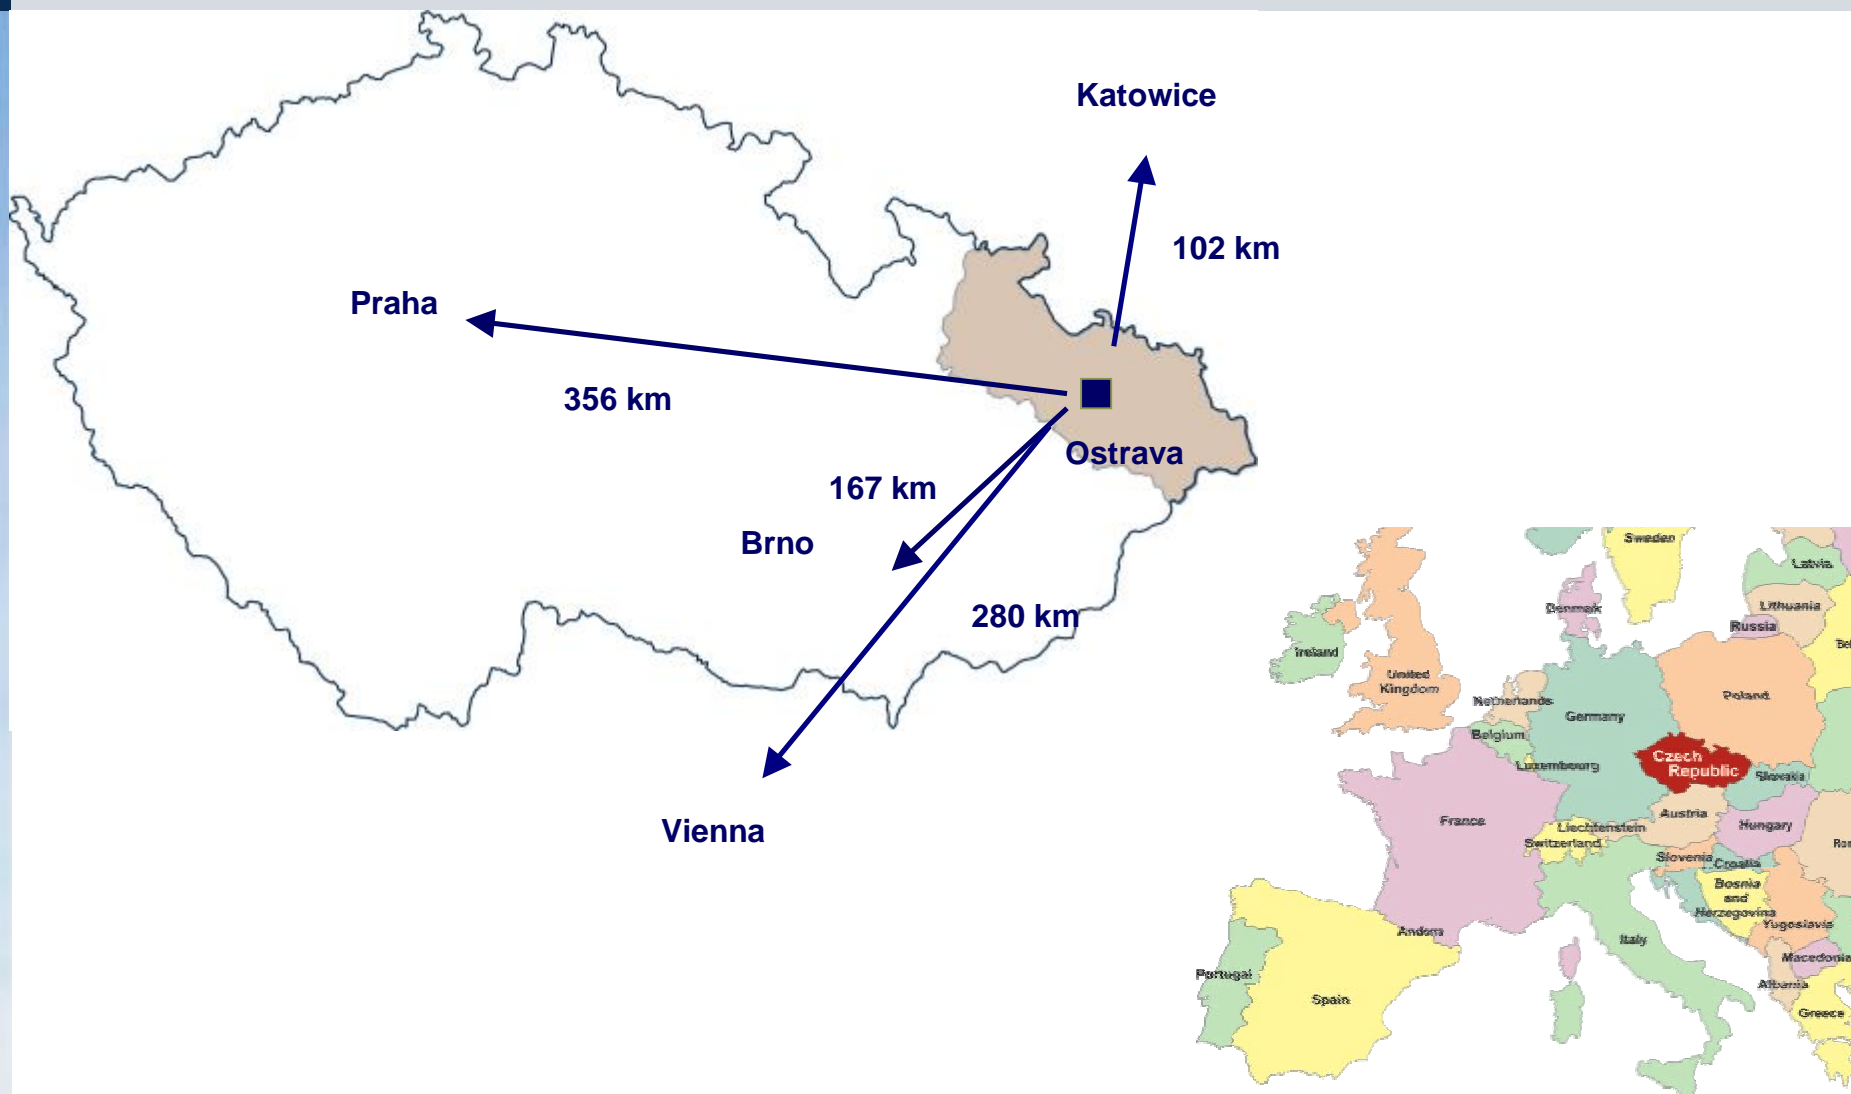 Katowice
102 km
Praha
356 km
Ostrava
167 km
Brno
280 km
Vienna
Sweden
Latvia
Denmark
Lithuania
Russia
Ireland
United
Kingdom
Netherlands
Poland
Germany
Belgium
Czech
Republic
Luxembourg
Slovakia
Austria
France
Liechtenstein
Hungary
Switzerland
Slovenia
Croatia
Bosnia
and
Herzegovina
Yugoslavia
Andorra
Italy
Macedonia
Portugal
Albania
Spain
Greece